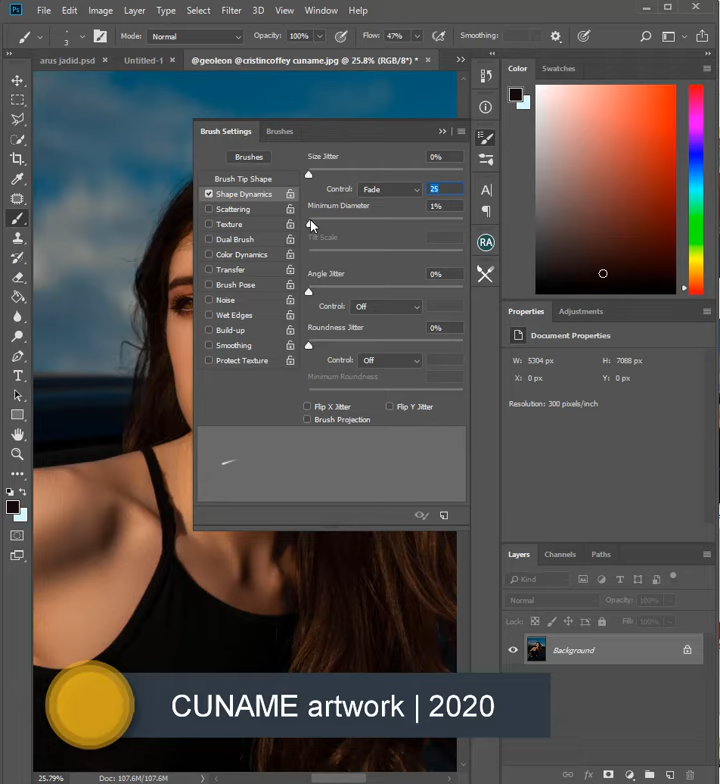 Ps File Edit Image Layer Type Select Filter 3D View Window Help
3 Mode: Normal Opacity: 100% Flow: 47% Smoothing:
arus jadid.psd × Untitled-1 × @geoleon @cristincoffey cuname.jpg @ 25.8% (RGB/8*) * ×
Brush Settings Brushes
Brushes
Brush Tip Shape
Shape Dynamics
Scattering
Texture
Dual Brush
Color Dynamics
Transfer
Brush Pose
Noise
Wet Edges
Build-up
Smoothing
Protect Texture
Size Jitter 0%
Control: Fade 25
Minimum Diameter 1%
Tilt Scale
Angle Jitter 0%
Control: Off
Roundness Jitter 0%
Control: Off
Minimum Roundness
Flip X Jitter Flip Y Jitter
Brush Projection
A
RA
Color Swatches
Properties Adjustments
Document Properties
W: 5304 px H: 7088 px
X: 0 px Y: 0 px
Resolution: 300 pixels/inch
Layers Channels Paths
Kind
Normal Opacity: 100%
Lock: Fill: 100%
Background
fx
T
CUNAME artwork | 2020
25.79% Doc: 107.6M/107.6M